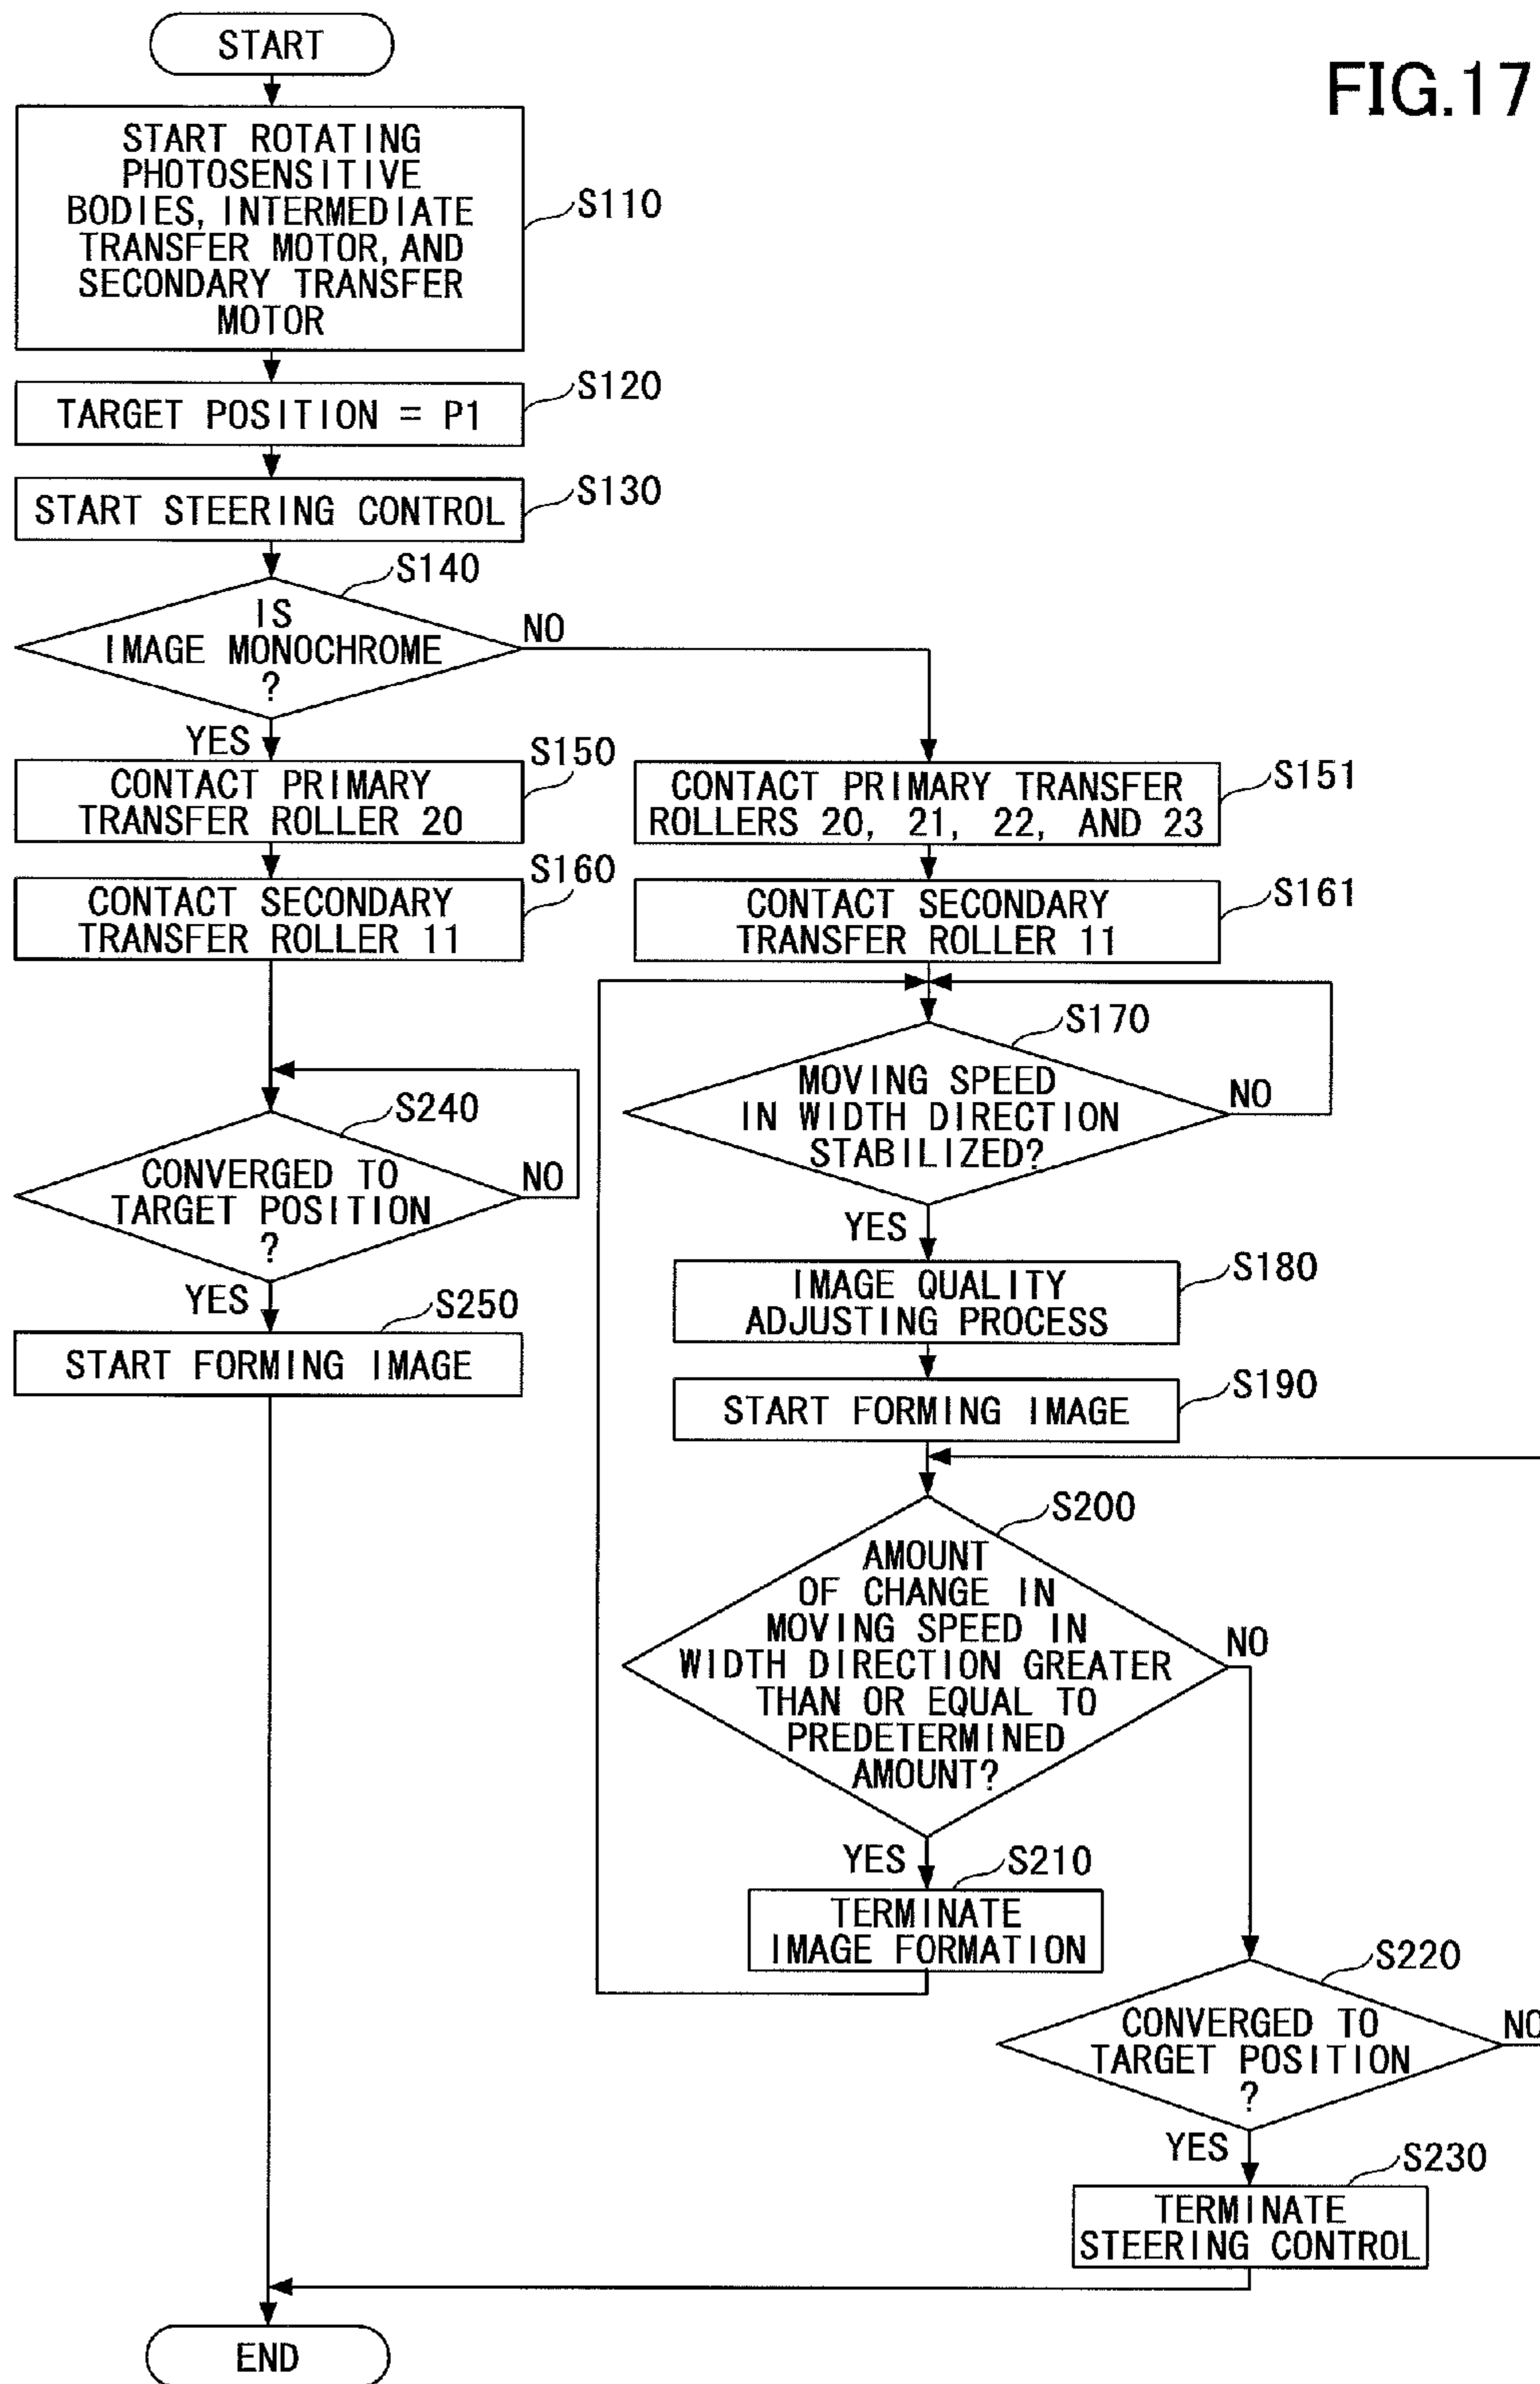 FIG.17
START
START ROTATING
PHOTOSENSITIVE
BODIES, INTERMEDIATE
TRANSFER MOTOR, AND
SECONDARY TRANSFER
MOTOR
S110
TARGET POSITION = P1
S120
START STEERING CONTROL
S130
S140
IS
IMAGE MONOCHROME
?
NO
YES
CONTACT PRIMARY
TRANSFER ROLLER 20
S150
CONTACT PRIMARY TRANSFER
ROLLERS 20, 21, 22, AND 23
S151
CONTACT SECONDARY
TRANSFER ROLLER 11
S160
CONTACT SECONDARY
TRANSFER ROLLER 11
S161
S170
MOVING SPEED
IN WIDTH DIRECTION
STABILIZED?
NO
YES
S240
CONVERGED TO
TARGET POSITION
?
NO
YES
S250
START FORMING IMAGE
IMAGE QUALITY
ADJUSTING PROCESS
S180
START FORMING IMAGE
S190
S200
AMOUNT
OF CHANGE IN
MOVING SPEED IN
WIDTH DIRECTION GREATER
THAN OR EQUAL TO
PREDETERMINED
AMOUNT?
NO
YES
S210
TERMINATE
IMAGE FORMATION
S220
CONVERGED TO
TARGET POSITION
?
NO
YES
S230
TERMINATE
STEERING CONTROL
END